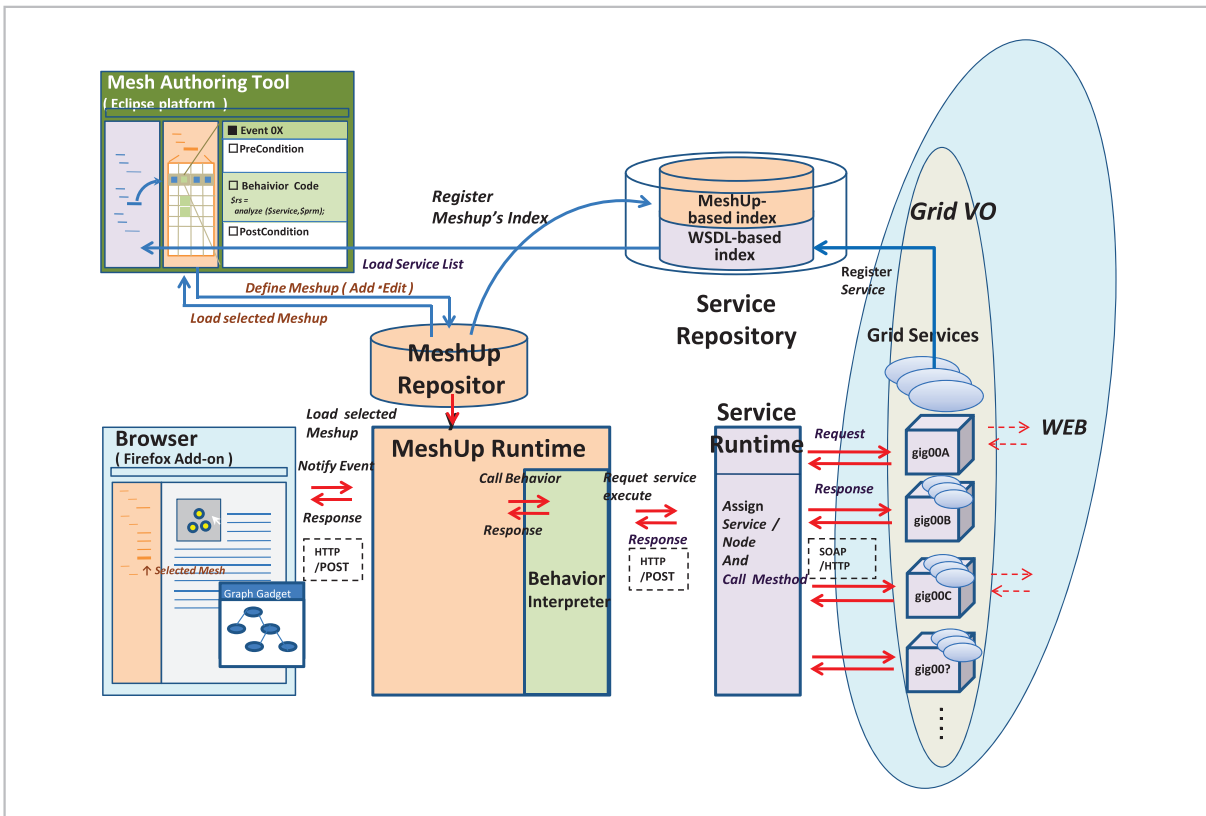 Mesh Authoring Tool
( Eclipse platform )
Event 0X
PreCondition
Behaivior Code
$rs =
analyze ($service,$prm);
PostCondition
Register
Meshup's Index
MeshUp-
based index
WSDL-based
index
Load Service List
Define Meshup ( Add・Edit )
Load selected Meshup
Service
Repository
Grid VO
Register
Service
Grid Services
MeshUp
Repositor
Load selected
Meshup
Browser
( Firefox Add-on )
Notify Event
Response
HTTP
/POST
↑ Selected Mesh
Graph Gadget
MeshUp Runtime
Call Behavior
Response
Behavior
Interpreter
Requet service
execute
Response
HTTP
/POST
Service
Runtime
Assign
Service /
Node
And
Call Mesthod
Request
Response
SOAP
/HTTP
gig00A
gig00B
gig00C
gig00?
WEB